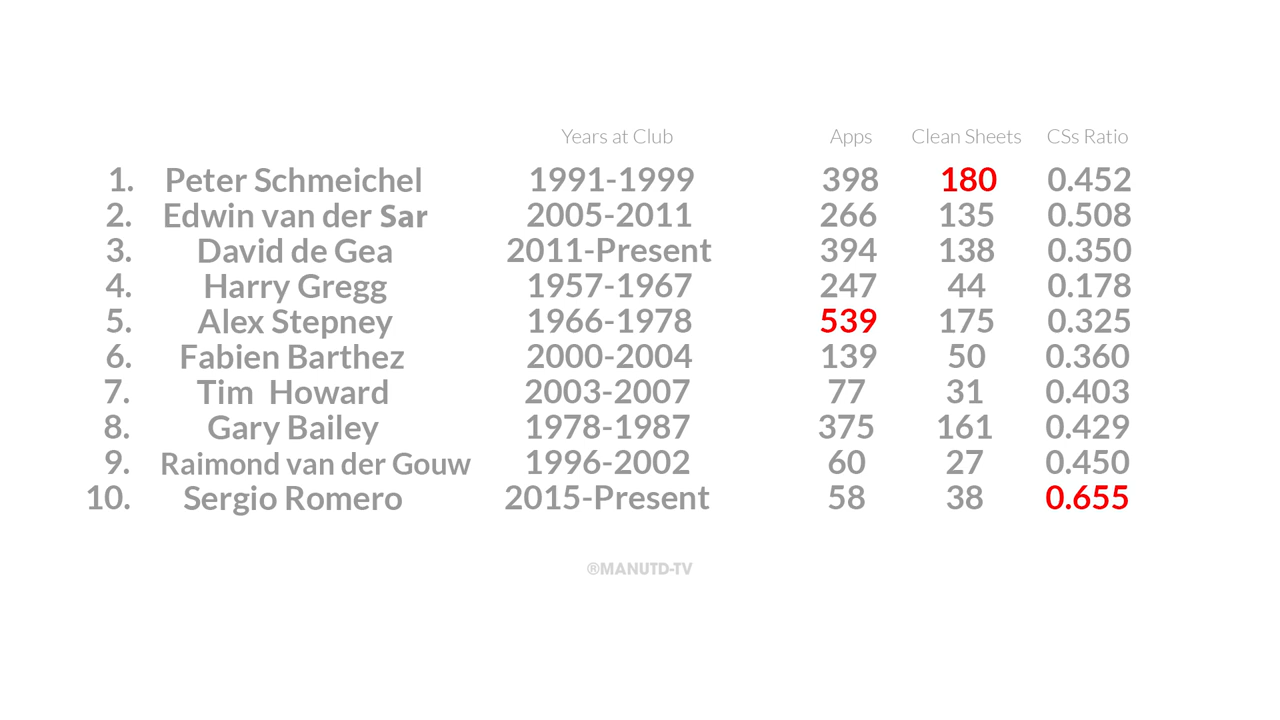 Years at Club Apps Clean Sheets CSs Ratio
1. Peter Schmeichel 1991-1999 398 180 0.452
2. Edwin van der Sar 2005-2011 266 135 0.508
3. David de Gea 2011-Present 394 138 0.350
4. Harry Gregg 1957-1967 247 44 0.178
5. Alex Stepney 1966-1978 539 175 0.325
6. Fabien Barthez 2000-2004 139 50 0.360
7. Tim Howard 2003-2007 77 31 0.403
8. Gary Bailey 1978-1987 375 161 0.429
9. Raimond van der Gouw 1996-2002 60 27 0.450
10. Sergio Romero 2015-Present 58 38 0.655
®MANUTD-TV